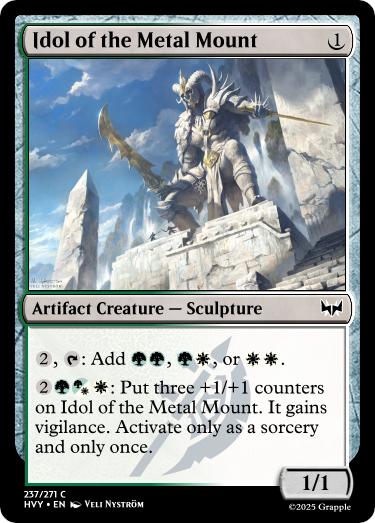 Idol of the Metal Mount 1
Artifact Creature — Sculpture
2, : Add , , or .
2 : Put three +1/+1 counters
on Idol of the Metal Mount. It gains
vigilance. Activate only as a sorcery
and only once.
1/1
237/271 C
HVY • EN VELI NYSTRÖM
©2025 Grapple
VELI NYSTROM